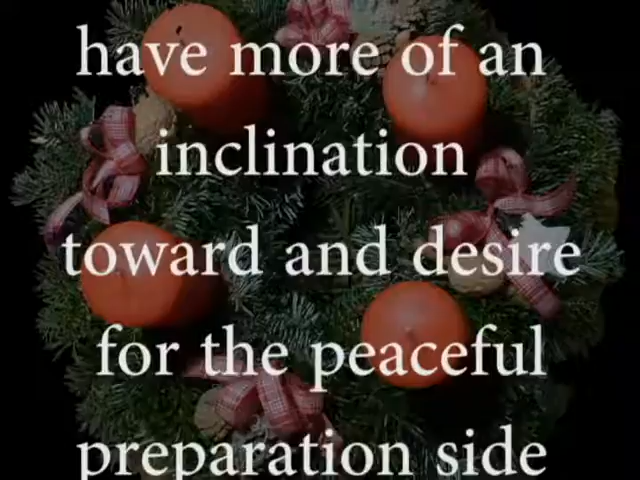 have more of an
inclination
toward and desire
for the peaceful
preparation side